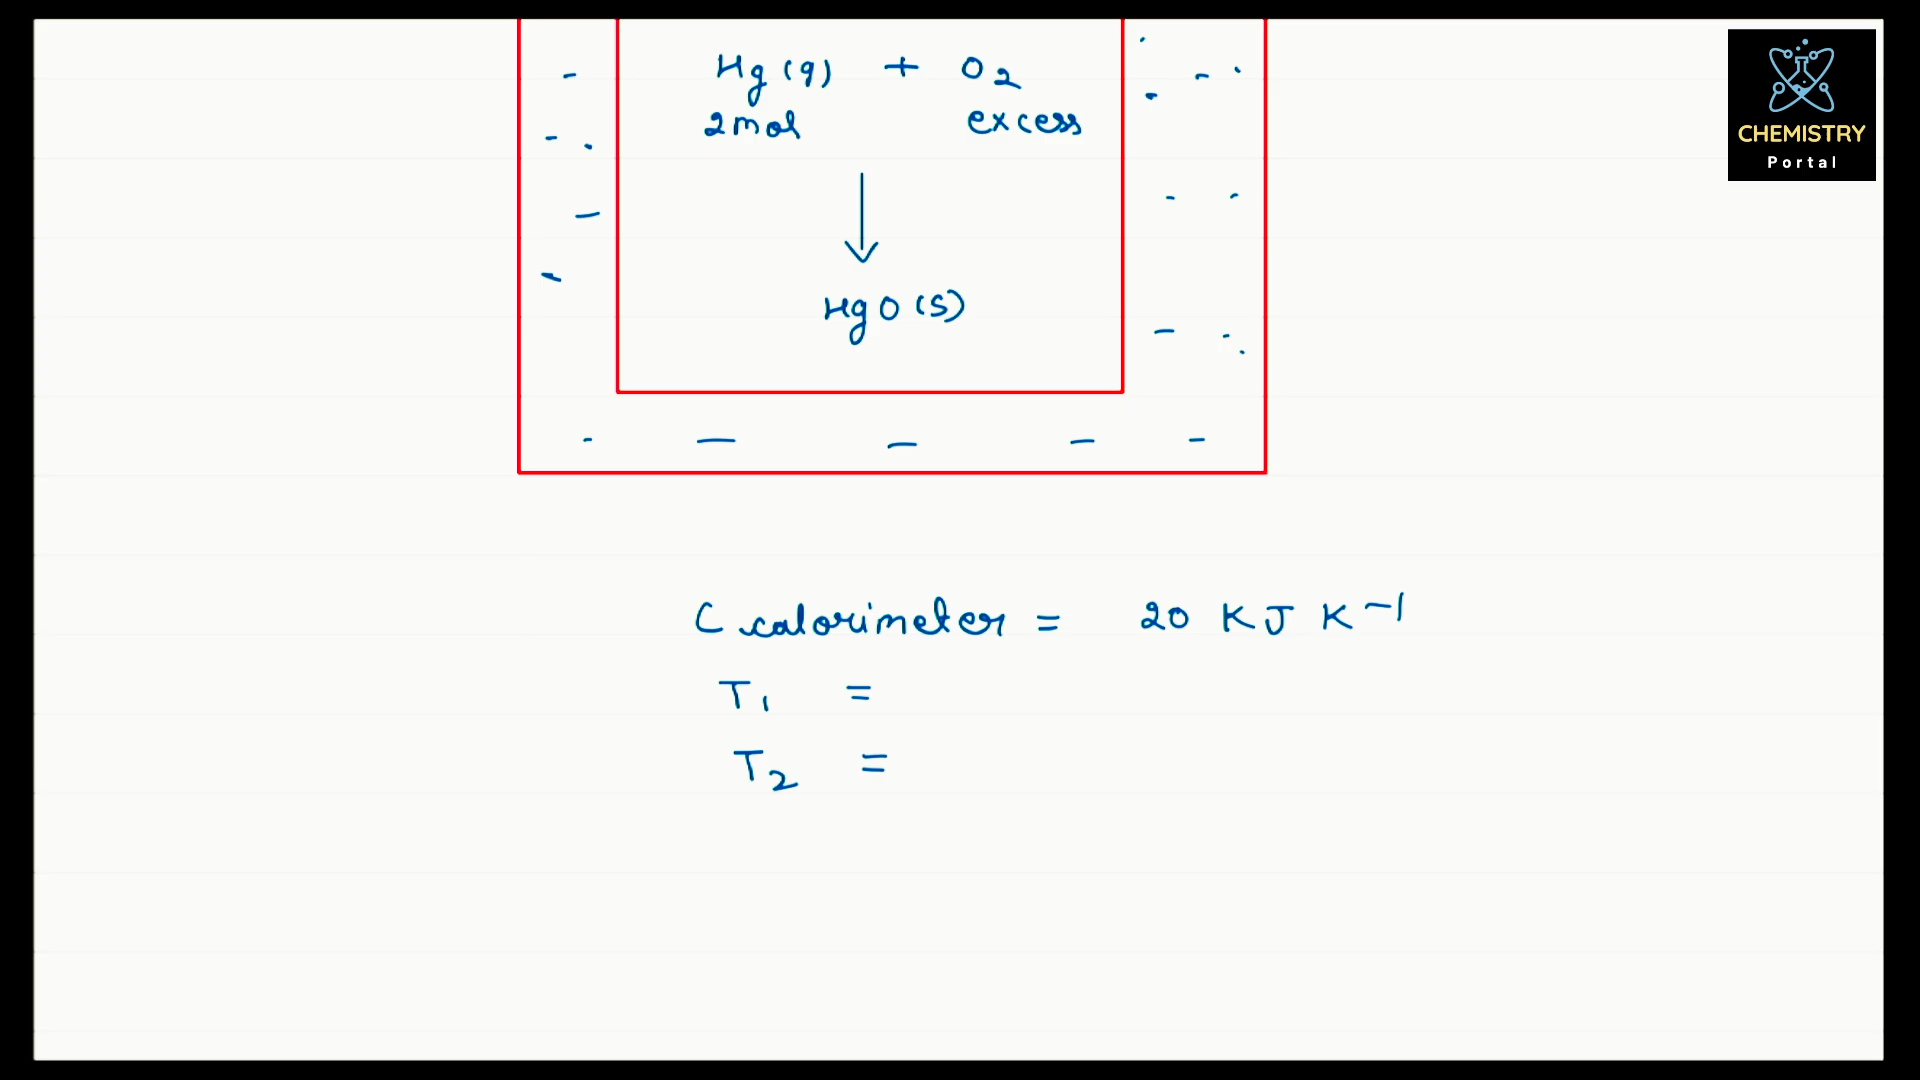 Hg (g) + O2
2 mol excess
HgO (s)
C calorimeter = 20 KJ K-1
T1 =
T2 =
CHEMISTRY
Portal